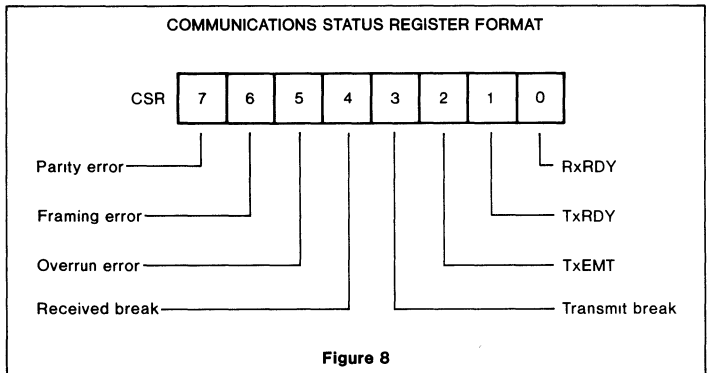 COMMUNICATIONS STATUS REGISTER FORMAT
CSR 7 6 5 4 3 2 1 0
Parity error RxRDY
Framing error TxRDY
Overrun error TxEMT
Received break Transmit break
Figure 8